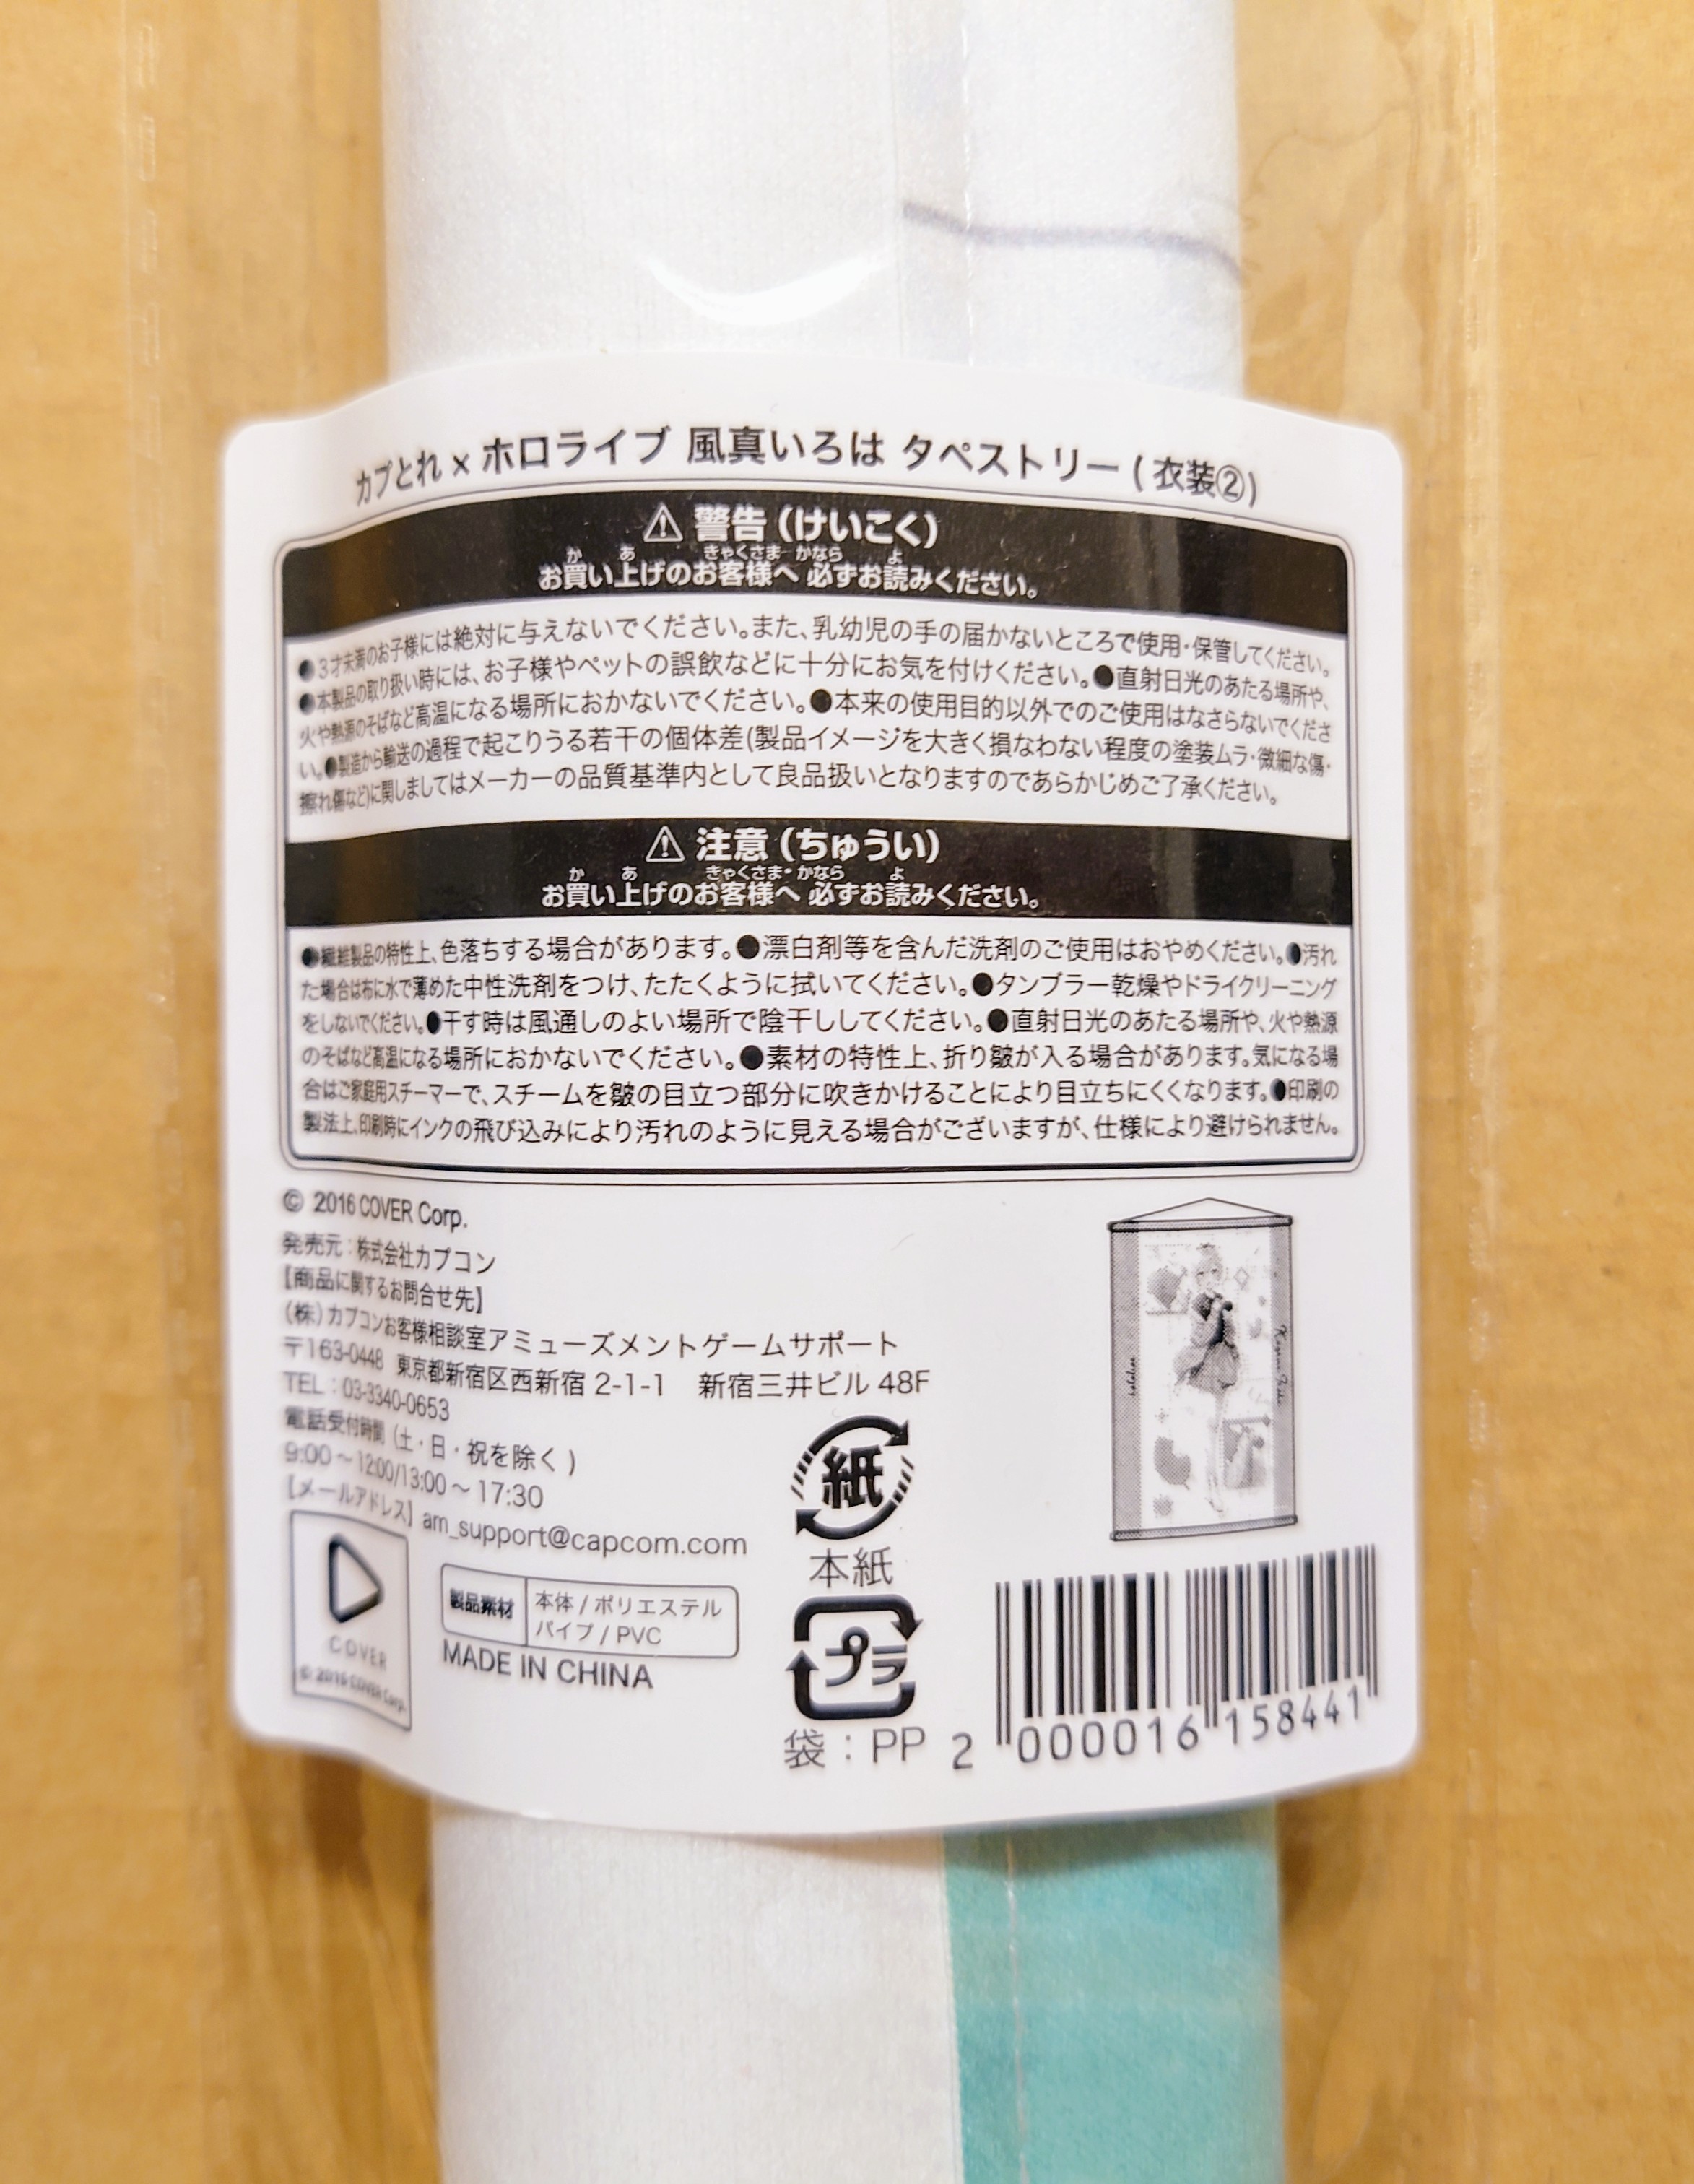 カプとれ×ホロライブ 風真いろは タペストリー(衣装②)
⚠ 警告(けいこく)
か あ きゃくさま かなら よ
お買い上げのお客様へ 必ずお読みください。
●3才未満のお子様には絶対に与えないでください。また、乳幼児の手の届かないところで使用・保管してください。
●本製品の取り扱い時には、お子様やペットの誤飲などに十分にお気を付けください。●直射日光のあたる場所や、
火や熱源のそばなど高温になる場所におかないでください。●本来の使用目的以外でのご使用はなさらないでくださ
い。●製造から輸送の過程で起こりうる若干の個体差(製品イメージを大きく損なわない程度の塗装ムラ・微細な傷・
擦れ傷など)に関しましてはメーカーの品質基準内として良品扱いとなりますのであらかじめご了承ください。
⚠ 注意(ちゅうい)
か あ きゃくさま・かなら よ
お買い上げのお客様へ 必ずお読みください。
●繊維製品の特性上、色落ちする場合があります。●漂白剤等を含んだ洗剤のご使用はおやめください。●汚れ
た場合は布に水で薄めた中性洗剤をつけ、たたくように拭いてください。●タンブラー乾燥やドライクリーニング
をしないでください。●干す時は風通しのよい場所で陰干ししてください。●直射日光のあたる場所や、火や熱源
のそばなど高温になる場所におかないでください。●素材の特性上、折り皺が入る場合があります。気になる場
合はご家庭用スチーマーで、スチームを皺の目立つ部分に吹きかけることにより目立ちにくくなります。●印刷の
製法上、印刷時にインクの飛び込みにより汚れのように見える場合がございますが、仕様により避けられません。
© 2016 COVER Corp.
発売元:株式会社カプコン
【商品に関するお問合せ先】
(株)カプコンお客様相談室アミューズメントゲームサポート
〒163-0448 東京都新宿区西新宿 2-1-1 新宿三井ビル 48F
TEL:03-3340-0653
電話受付時間(土・日・祝を除く)
9:00~12:00/13:00~17:30
【メールアドレス】am_support@capcom.com
COVER
© 2016 COVER Corp.
製品素材
本体/ポリエステル
パイプ/PVC
MADE IN CHINA
紙
本紙
プラ
袋:PP
hololive
2 000016 158441